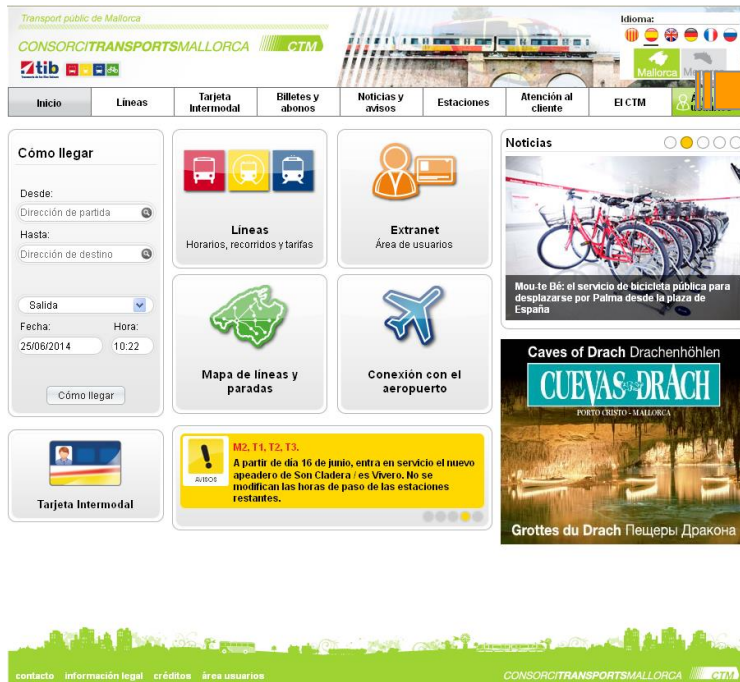 Transport públic de Mallorca
Idioma:
CONSORCITRANSPORTSMALLORCA CTM
tib
Mallorca
Inicio
Líneas
Tarjeta
Intermodal
Billetes y
abonos
Noticias y
avisos
Estaciones
Atención al
cliente
El CTM
Cómo llegar
Desde:
Dirección de partida
Hasta:
Dirección de destino
Salida
Fecha: Hora:
25/06/2014 10:22
Cómo llegar
Líneas
Horarios, recorridos y tarifas
Extranet
Área de usuarios
Mapa de líneas y
paradas
Conexión con el
aeropuerto
Noticias
Mou-te Bé: el servicio de bicicleta pública para
desplazarse por Palma desde la plaza de
España
Caves of Drach Drachenhöhlen
CUEVAS DRACH
PORTO CRISTO - MALLORCA
Grottes du Drach Пещеры Дракона
Tarjeta Intermodal
AVISOS
M2, T1, T2, T3.
A partir de día 16 de junio, entra en servicio el nuevo
apeadero de Son Cladera / es Vivero. No se
modifican las horas de paso de las estaciones
restantes.
contacto información legal créditos área usuarios
CONSORCITRANSPORTSMALLORCA CTM